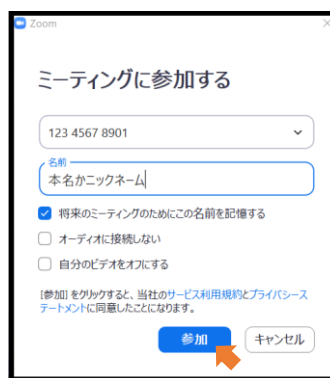 Zoom
ミーティングに参加する
123 4567 8901
名前
本名かニックネーム
将来のミーティングのためにこの名前を記憶する
オーディオに接続しない
自分のビデオをオフにする
[参加] をクリックすると、当社のサービス利用規約とプライバシース
テートメントに同意したことになります。
参加 キャンセル